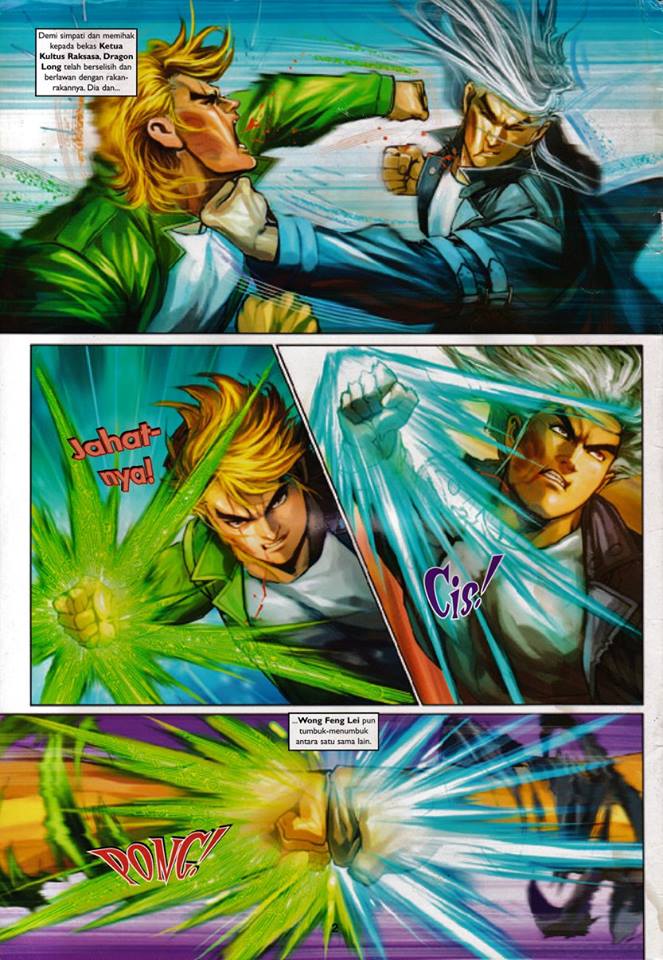 Demi simpati dan memihak
kepada bekas Ketua
Kultus Raksasa, Dragon
Long telah berselisih dan
berlawan dengan rakan-
rakannya. Dia dan...
Jahat-
nya!
Cis!
...Wong Feng Lei pun
tumbuk-menumbuk
antara satu sama lain.
PONG!
2